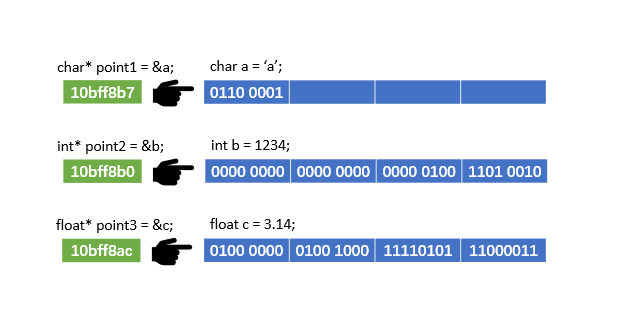 char* point1 = &a; char a = ‘a’;
10bff8b7 0110 0001
int* point2 = &b; int b = 1234;
10bff8b0 0000 0000 0000 0000 0000 0100 1101 0010
float* point3 = &c; float c = 3.14;
10bff8ac 0100 0000 0100 1000 11110101 11000011